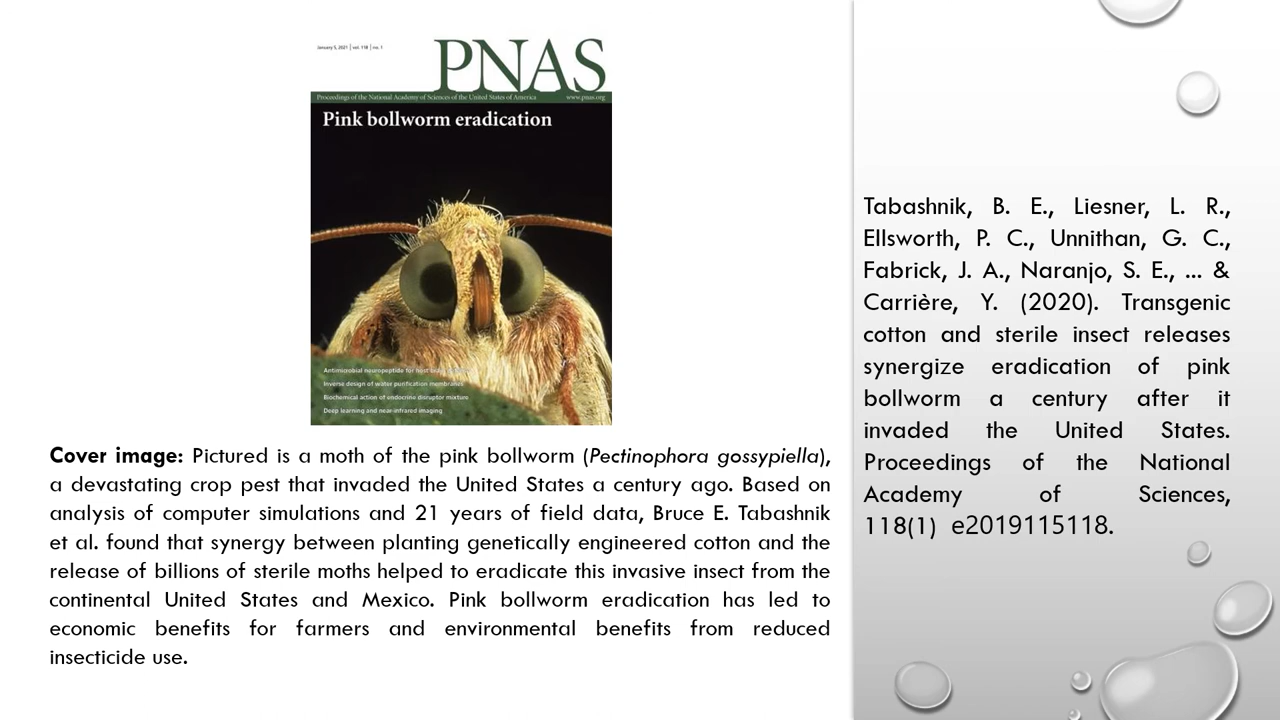 January 5, 2021 | vol. 118 | no. 1
PNAS
Proceedings of the National Academy of Sciences of the United States of America www.pnas.org
Pink bollworm eradication
Antimicrobial neuropeptide for host
Inverse design of water purification membranes
Biochemical action of endocrine disruptor mixture
Deep learning and near-infrared imaging
Cover image: Pictured is a moth of the pink bollworm (Pectinophora gossypiella),
a devastating crop pest that invaded the United States a century ago. Based on
analysis of computer simulations and 21 years of field data, Bruce E. Tabashnik
et al. found that synergy between planting genetically engineered cotton and the
release of billions of sterile moths helped to eradicate this invasive insect from the
continental United States and Mexico. Pink bollworm eradication has led to
economic benefits for farmers and environmental benefits from reduced
insecticide use.
Tabashnik, B. E., Liesner, L. R.,
Ellsworth, P. C., Unnithan, G. C.,
Fabrick, J. A., Naranjo, S. E., ... &
Carrière, Y. (2020). Transgenic
cotton and sterile insect releases
synergize eradication of pink
bollworm a century after it
invaded the United States.
Proceedings of the National
Academy of Sciences,
118(1) e2019115118.